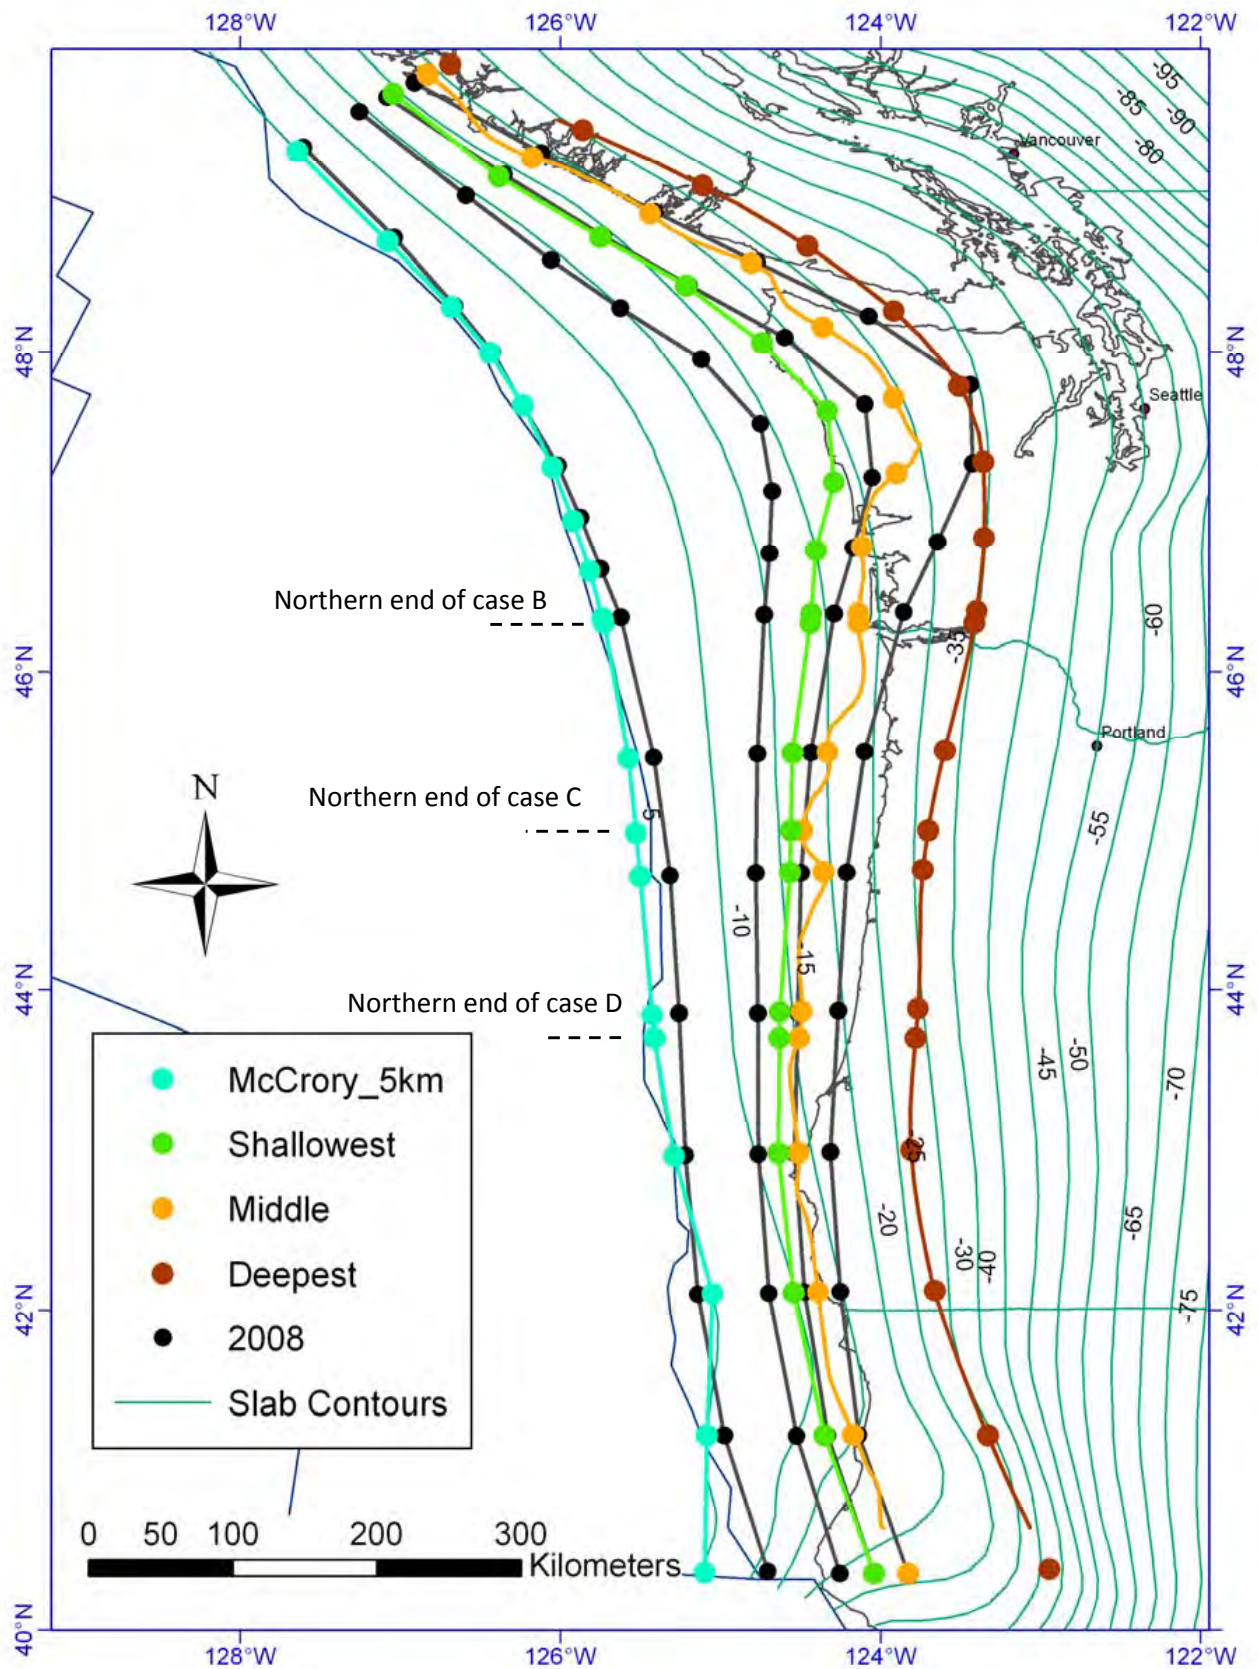 128°W 126°W 124°W 122°W
-95
-85 -90
-80
Vancouver
48°N 48°N
Seattle
Northern end of case B
-60
-35
46°N 46°N
Portland
N
Northern end of case C
5
-55
-10
-15
44°N 44°N
Northern end of case D
-45 -50 -70
McCrory_5km
Shallowest
-25
Middle
-20 -65
Deepest
-30 -40
42°N 42°N
-75
2008
Slab Contours
0 50 100 200 300
Kilometers
40°N 40°N
128°W 126°W 124°W 122°W